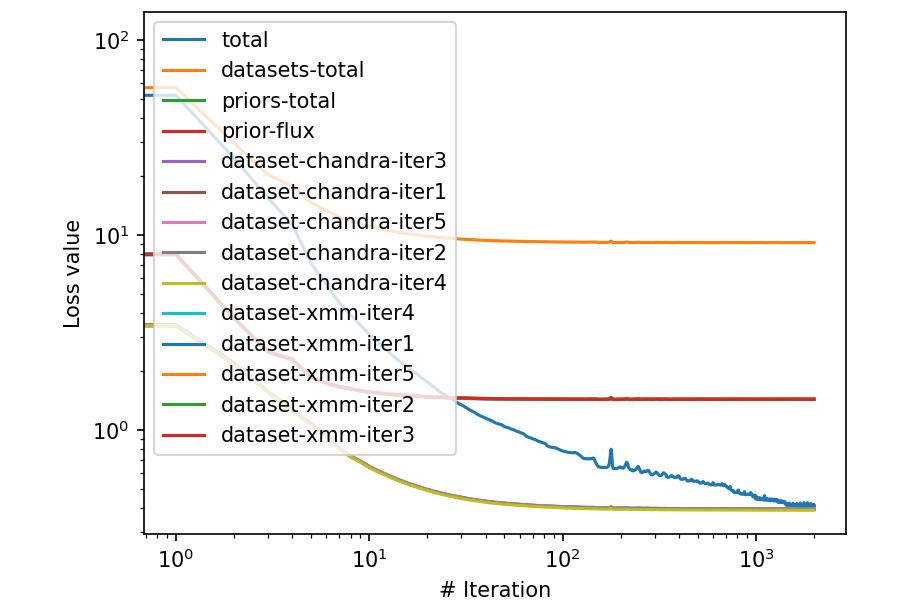 10²
10¹
10⁰
Loss value
total
datasets-total
priors-total
prior-flux
dataset-chandra-iter3
dataset-chandra-iter1
dataset-chandra-iter5
dataset-chandra-iter2
dataset-chandra-iter4
dataset-xmm-iter4
dataset-xmm-iter1
dataset-xmm-iter5
dataset-xmm-iter2
dataset-xmm-iter3
10⁰ 10¹ 10² 10³
# Iteration